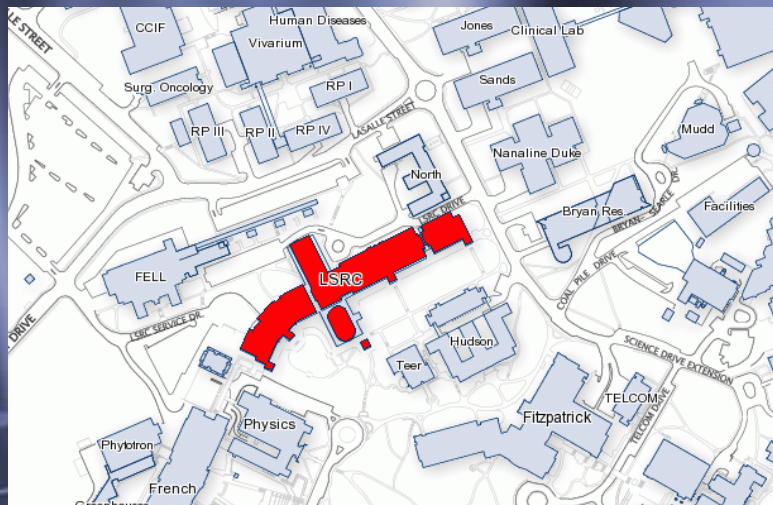 LLE STREET
CCIF
Human Diseases
Vivarium
Jones
Clinical Lab
Surg. Oncology
RP I
Sands
RP III
RP II
RP IV
LASALLE STREET
Mudd
Nanaline Duke
North
LSRC DRIVE
Bryan Res.
BRYAN - SEARLE DR.
Facilities
FELL
LSRC
COAL PILE DRIVE
DRIVE
LSRC SERVICE DR.
Hudson
SCIENCE DRIVE EXTENSION
Teer
TELCOM
TELCOM DRIVE
Fitzpatrick
Physics
Phytotron
French